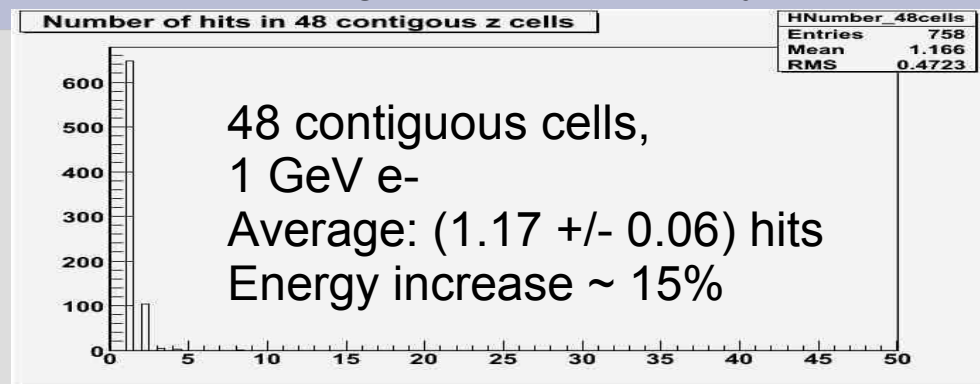 Number of hits in 48 contigous z cells
HNumber_48cells
Entries 758
Mean 1.166
RMS 0.4723
600
500
400
300
200
100
0
48 contiguous cells,
1 GeV e-
Average: (1.17 +/- 0.06) hits
Energy increase ~ 15%
0 5 10 15 20 25 30 35 40 45 50